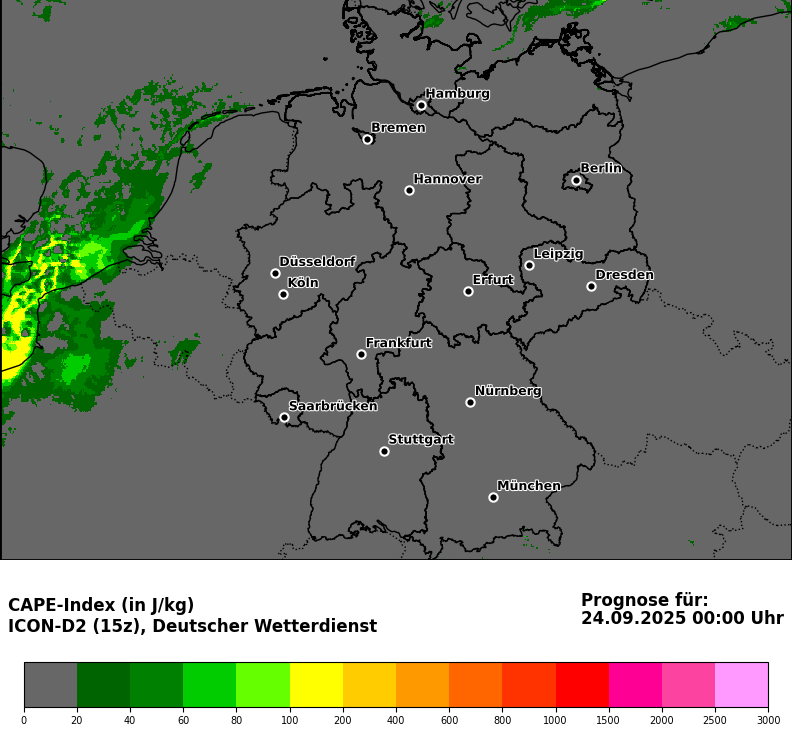 Hamburg
Bremen
Berlin
Hannover
Leipzig
Düsseldorf
Dresden
Erfurt
Köln
Frankfurt
Nürnberg
Saarbrücken
Stuttgart
München
CAPE-Index (in J/kg)
ICON-D2 (15z), Deutscher Wetterdienst
Prognose für:
24.09.2025 00:00 Uhr
0 20 40 60 80 100 200 400 600 800 1000 1500 2000 2500 3000